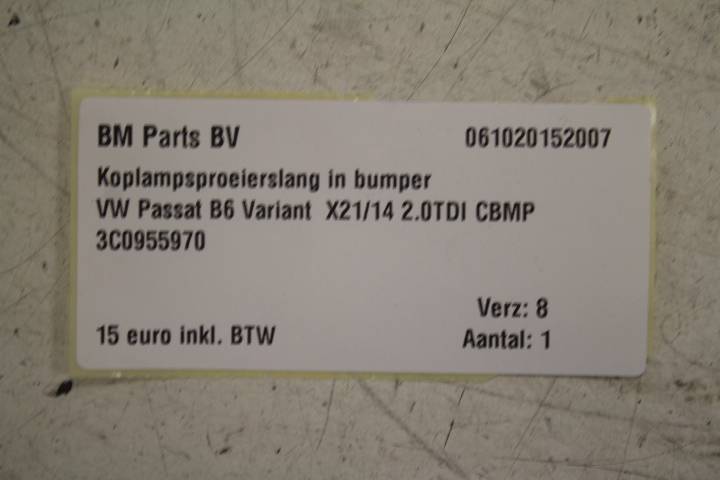 BM Parts BV 061020152007
Koplampsproeierslang in bumper
VW Passat B6 Variant X21/14 2.0TDI CBMP
3C0955970
Verz: 8
15 euro inkl. BTW Aantal: 1